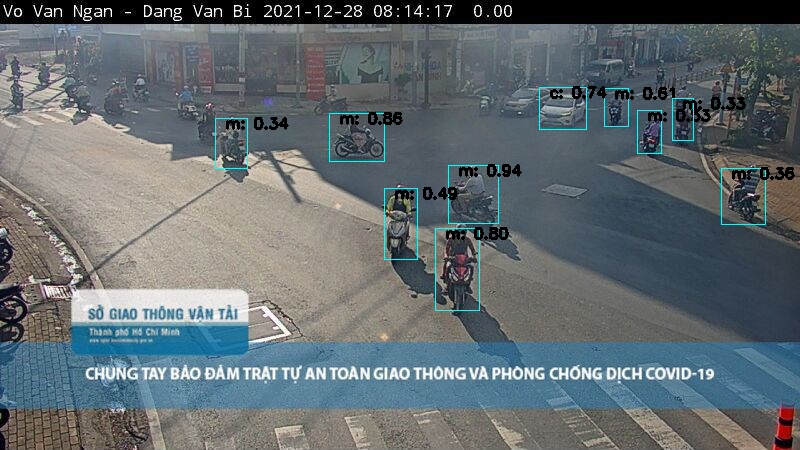 Vo Van Ngan - Dang Van Bi 2021-12-28 08:14:17  0.00
c: 0.74
m: 0.61
m: 0.33
m: 0.53
m: 0.34
m: 0.86
m: 0.94
m: 0.36
m: 0.49
m: 0.80
SỞ GIAO THÔNG VẬN TẢI
Thành phố Hồ Chí Minh
CHUNG TAY BẢO ĐẢM TRẬT TỰ AN TOÀN GIAO THÔNG VÀ PHÒNG CHỐNG DỊCH COVID-19